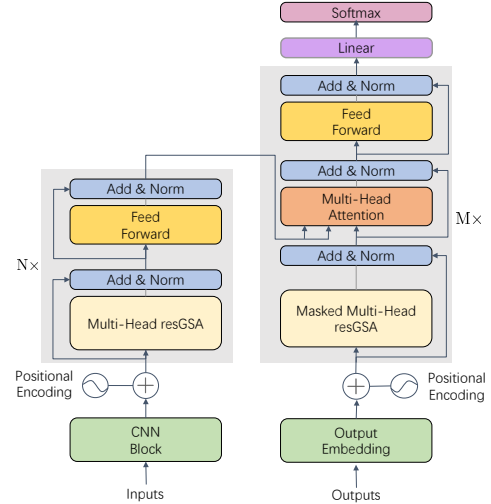 Softmax
Linear
Add & Norm
Feed
Forward
Add & Norm
Multi-Head
Attention
M×
Add & Norm
Masked Multi-Head
resGSA
Positional
Encoding
Output
Embedding
Outputs
Add & Norm
Feed
Forward
N×
Add & Norm
Multi-Head resGSA
Positional
Encoding
CNN
Block
Inputs